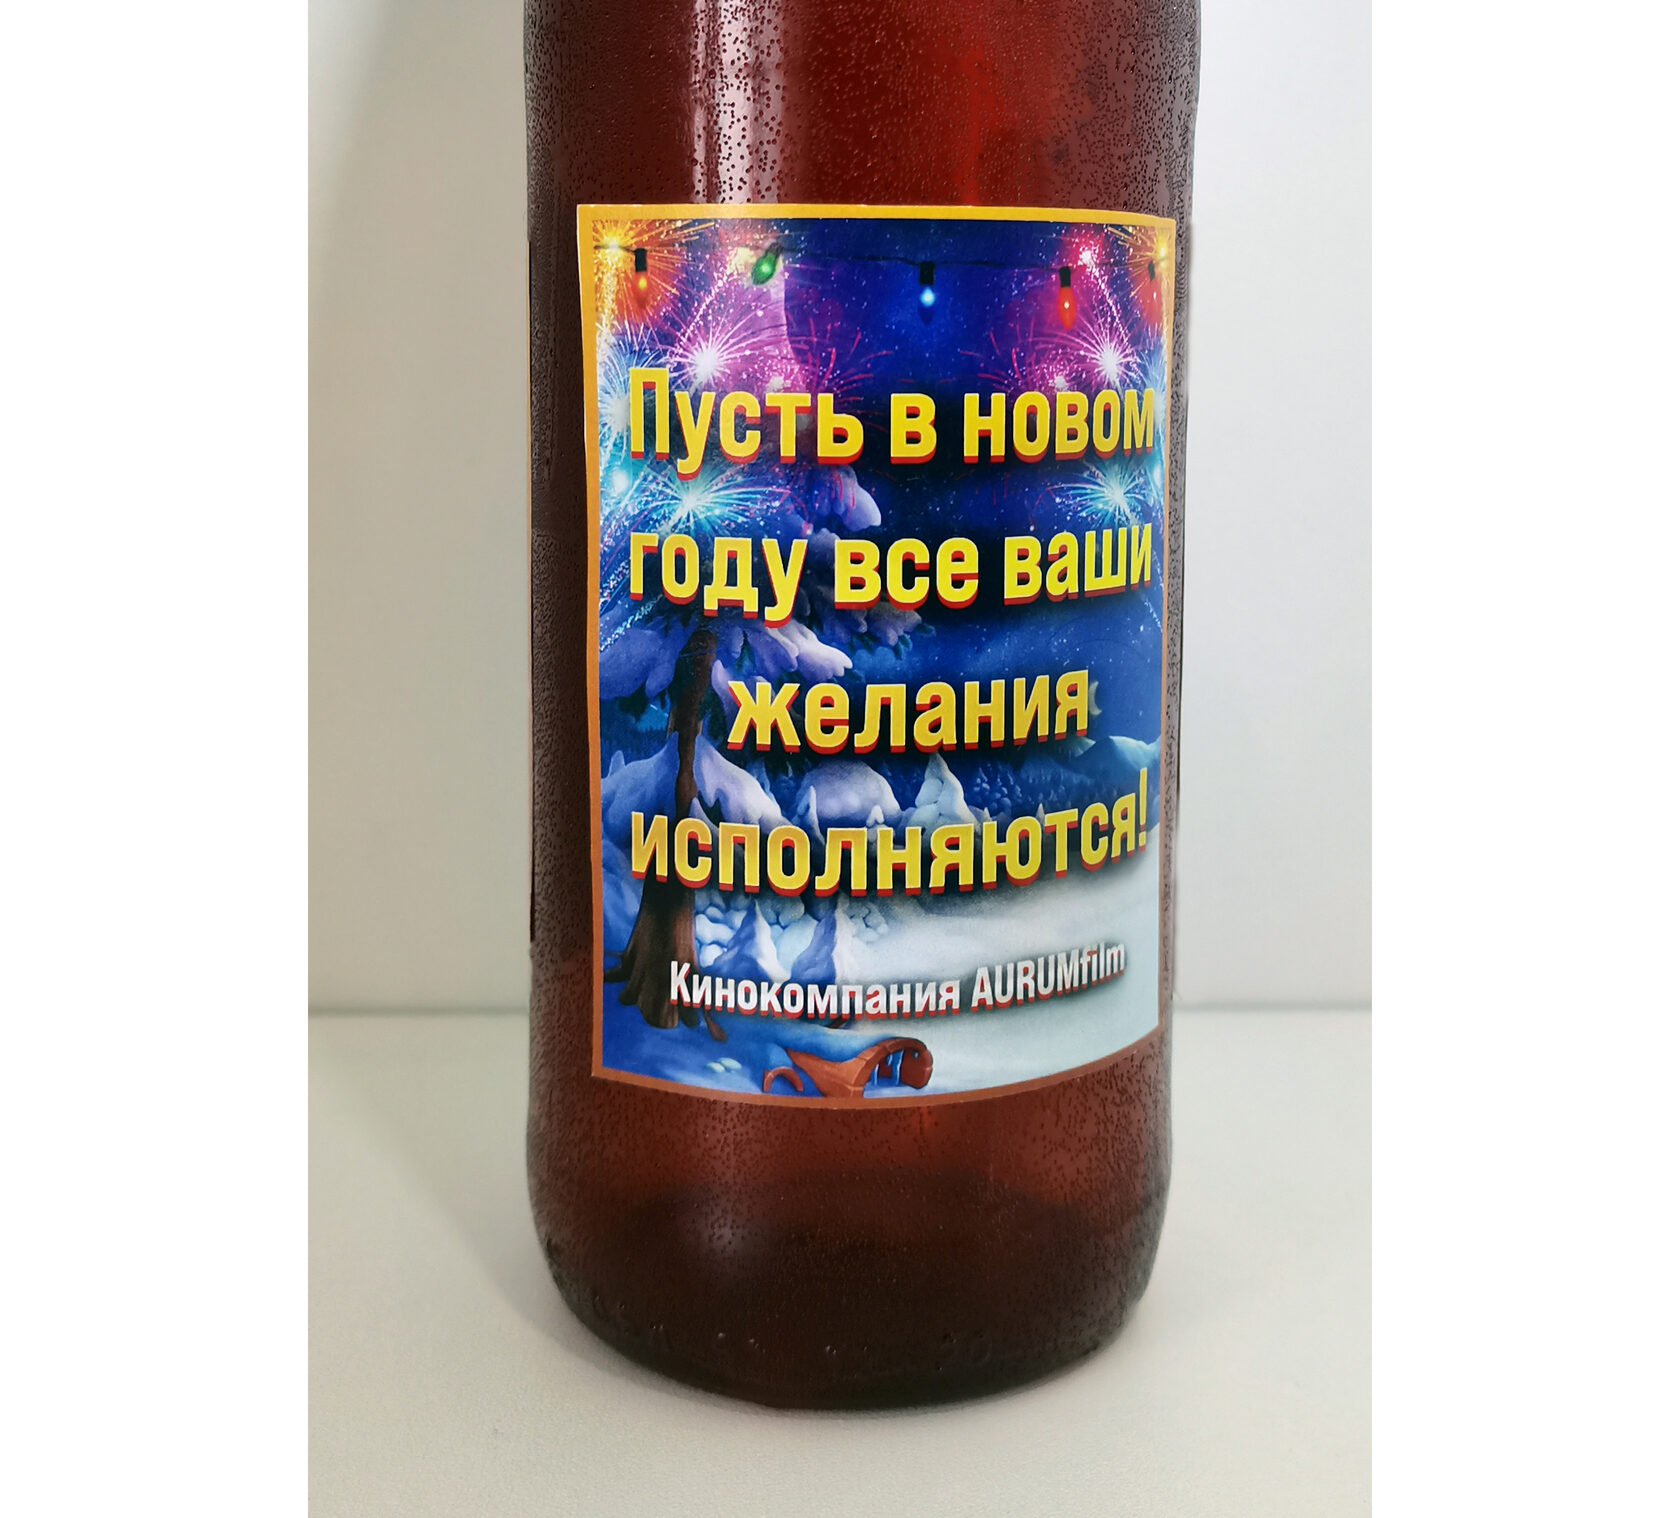 Пусть в новом
году все ваши
желания
исполняются!
Кинокомпания AURUMfilm